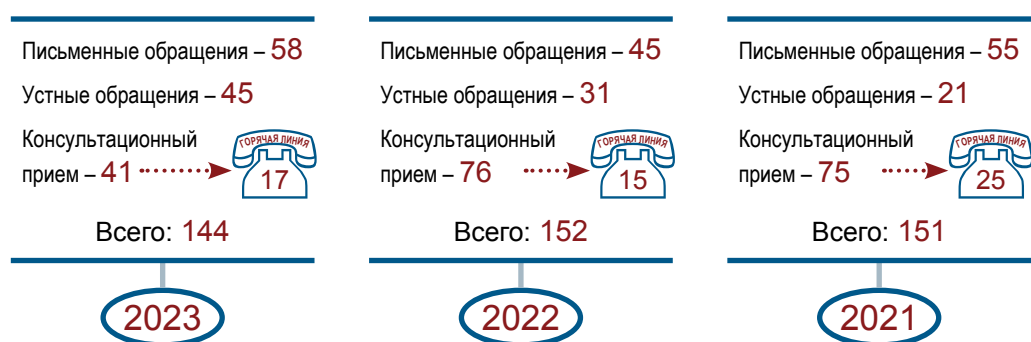 Письменные обращения – 58
Устные обращения – 45
Консультационный
прием – 41
ГОРЯЧАЯ ЛИНИЯ
17
Всего: 144
2023
Письменные обращения – 45
Устные обращения – 31
Консультационный
прием – 76
ГОРЯЧАЯ ЛИНИЯ
15
Всего: 152
2022
Письменные обращения – 55
Устные обращения – 21
Консультационный
прием – 75
ГОРЯЧАЯ ЛИНИЯ
25
Всего: 151
2021